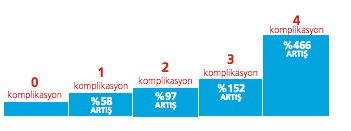 0
komplikasyon
1
komplikasyon
%58
ARTIŞ
2
komplikasyon
%97
ARTIŞ
3
komplikasyon
%152
ARTIŞ
4
komplikasyon
%466
ARTIŞ